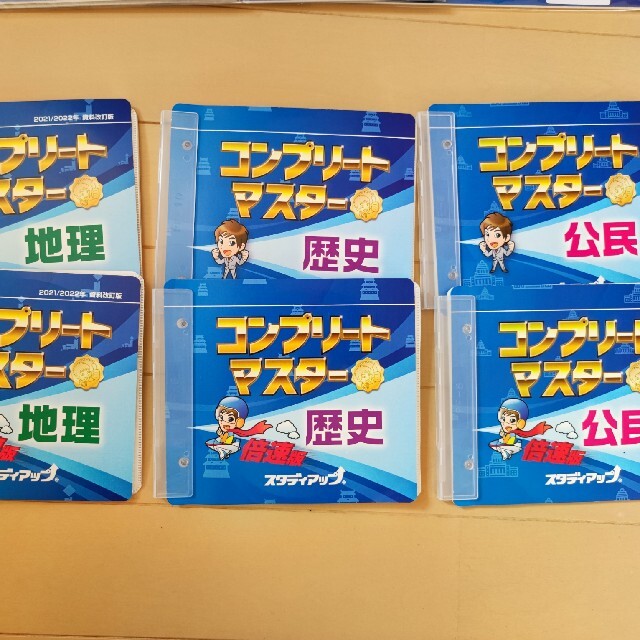 2021/2022年 資料改訂版
ンプリート
スター
地理
コンプリート
マスター
歴史
コンプリート
マスター
公民
2021/2022年 資料改訂版
ンプリート
スター
地理
速版
スタディアップ
コンプリート
マスター
歴史
倍速版
スタディアップ
コンプリート
マスター
公民
倍速版
スタディアップ